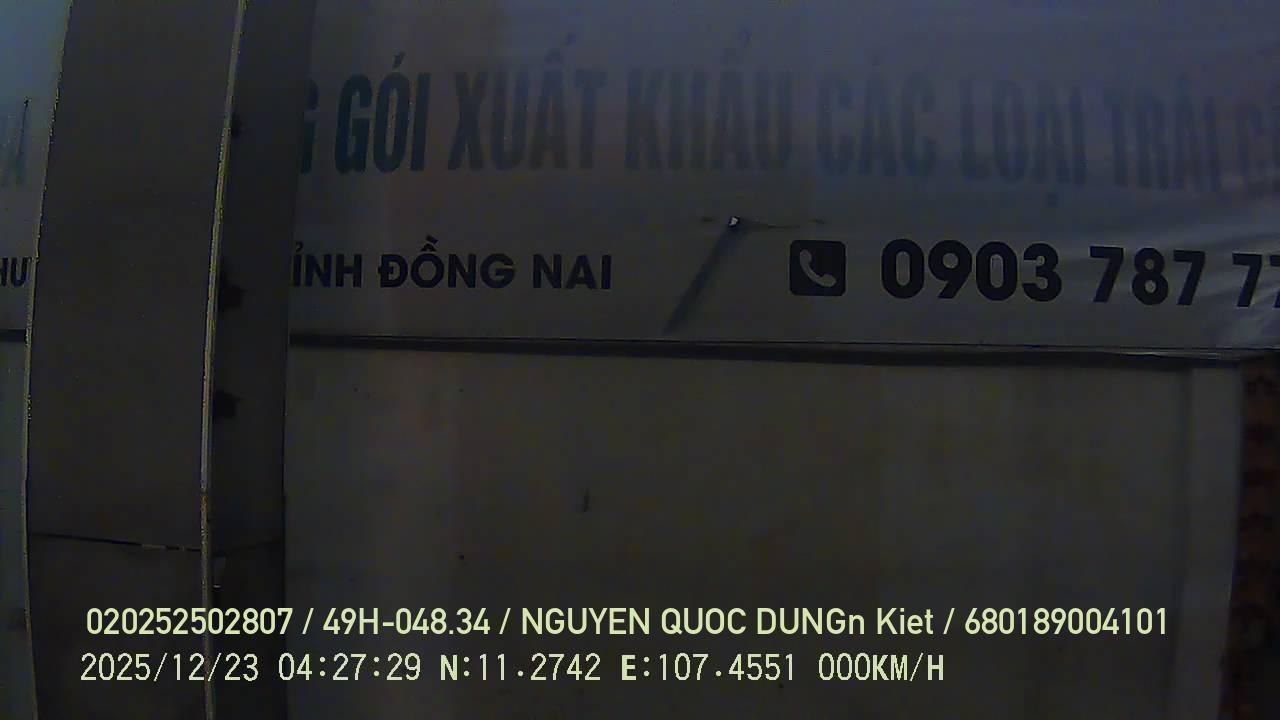 GÓI XUẤT KHẨU CÁC LOẠI TRÁI
ỈNH ĐỒNG NAI
0903 787 77
020252502807 / 49H-048.34 / NGUYEN QUOC DUNGn Kiet / 680189004101
2025/12/23 04:27:29 N:11.2742 E:107.4551 000KM/H